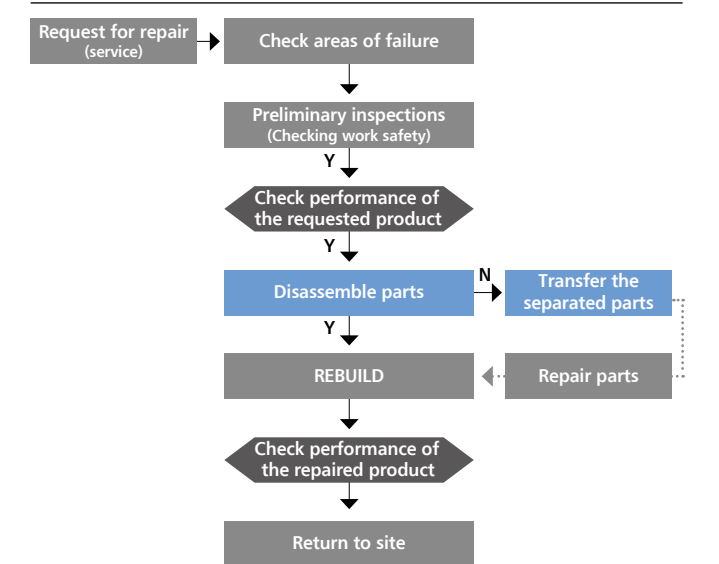 Request for repair
(service)
Check areas of failure
Preliminary inspections
(Checking work safety)
Y
Check performance of
the requested product
Y
Disassemble parts
N
Transfer the
separated parts
Y
REBUILD
Repair parts
Check performance of
the repaired product
Return to site